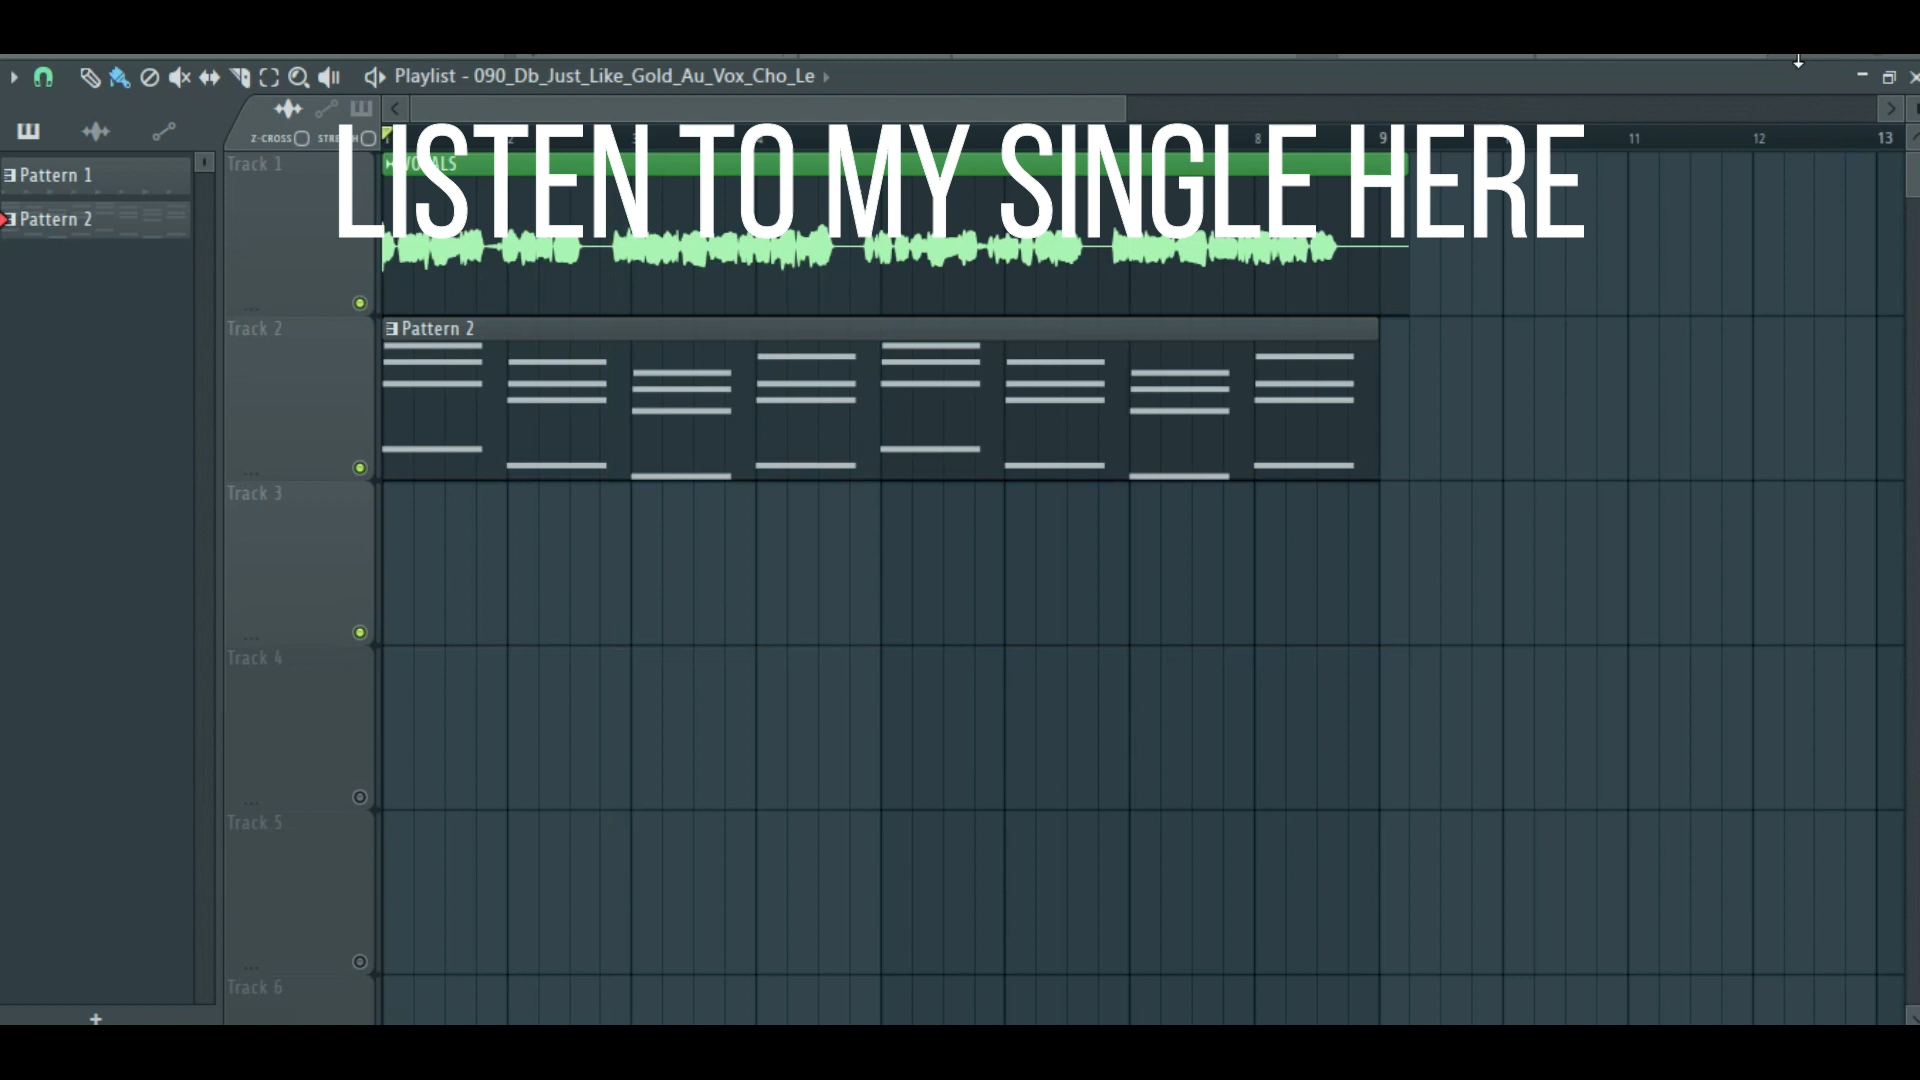 Playlist - 090_Db_Just_Like_Gold_Au_Vox_Cho_Le
Z-CROSS
LISTEN TO MY SINGLE HERE
8 9 11 12 13
Track 1
VOCALS
Pattern 1
Pattern 2
Track 2
Pattern 2
Track 3
Track 4
Track 5
Track 6